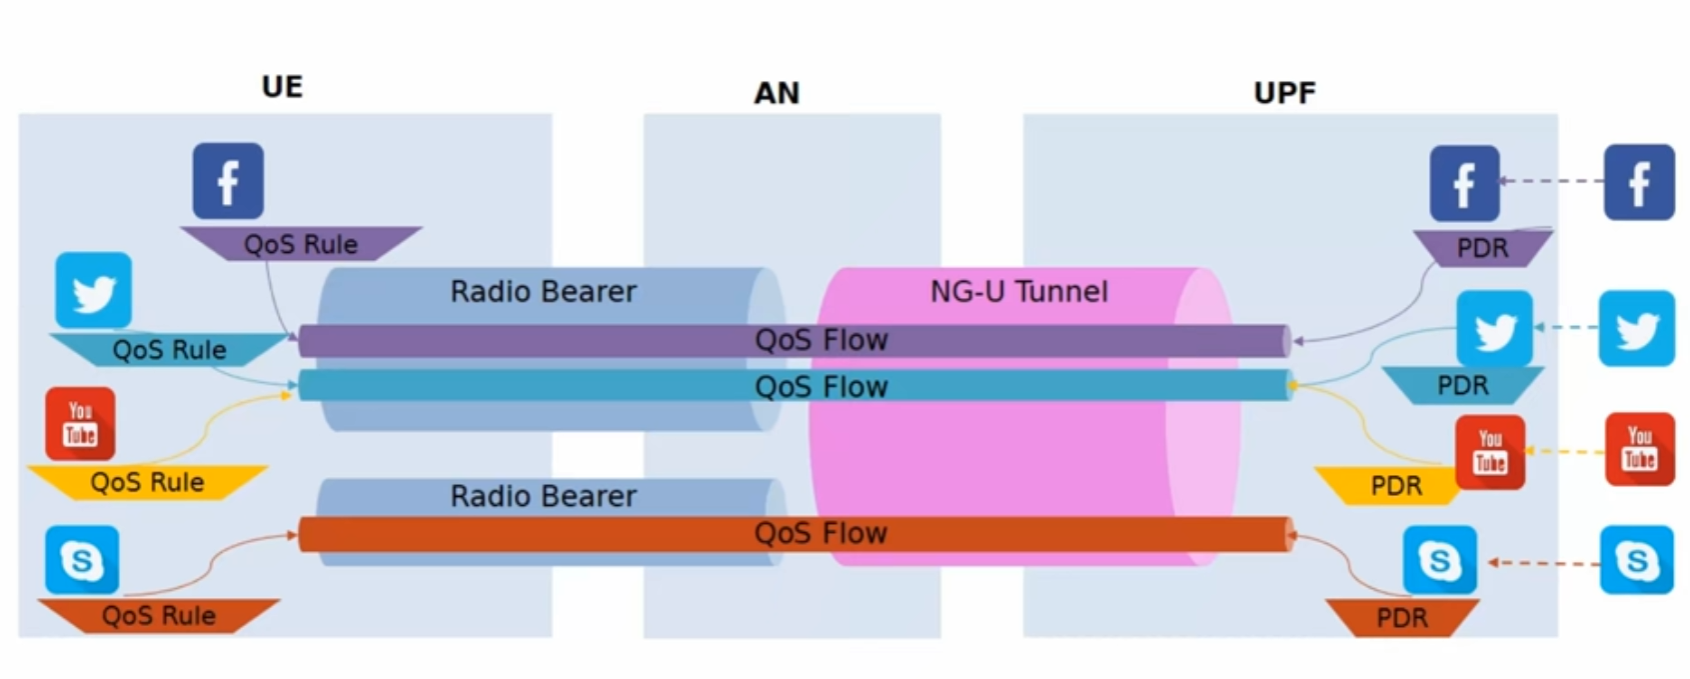 UE
AN
UPF
QoS Rule
PDR
Radio Bearer
NG-U Tunnel
QoS Flow
QoS Rule
QoS Flow
PDR
You
Tube
You
Tube
You
Tube
QoS Rule
PDR
Radio Bearer
QoS Flow
S
S
S
QoS Rule
PDR